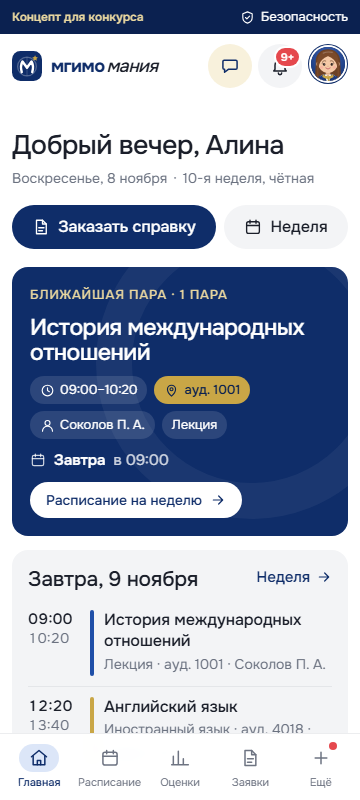 Концепт для конкурса
Безопасность
М
МГИМО МАНИЯ
9+
Добрый вечер, Алина
Воскресенье, 8 ноября · 10-я неделя, чётная
Заказать справку
Неделя
БЛИЖАЙШАЯ ПАРА · 1 ПАРА
История международных
отношений
09:00–10:20
ауд. 1001
Соколов П. А.
Лекция
Завтра в 09:00
Расписание на неделю →
Завтра, 9 ноября
Неделя →
09:00
10:20
История международных
отношений
Лекция · ауд. 1001 · Соколов П. А.
12:20
13:40
Английский язык
Иностранный язык · ауд. 4018 ·
Главная
Расписание
Оценки
Заявки
Ещё